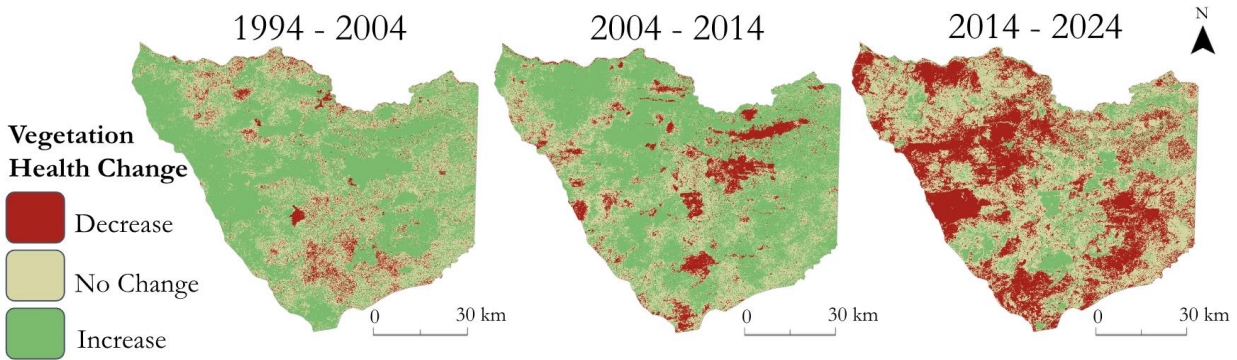 1994 - 2004
2004 - 2014
2014 - 2024
N
Vegetation
Health Change
Decrease
No Change
Increase
0 30 km
0 30 km
0 30 km